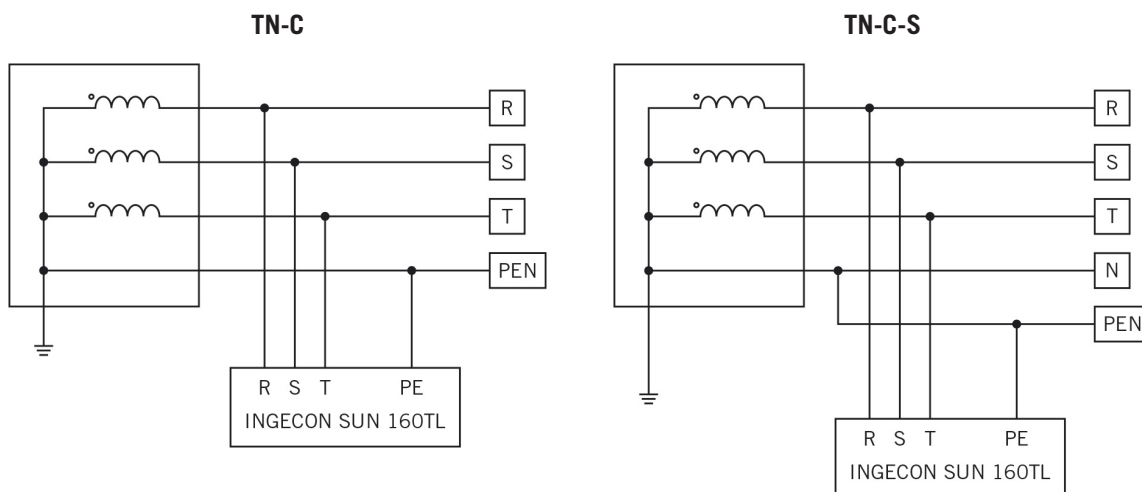 TN-C
R
S
T
PEN
R S T PE
INGECON SUN 160TL
TN-C-S
R
S
T
N
PEN
R S T PE
INGECON SUN 160TL